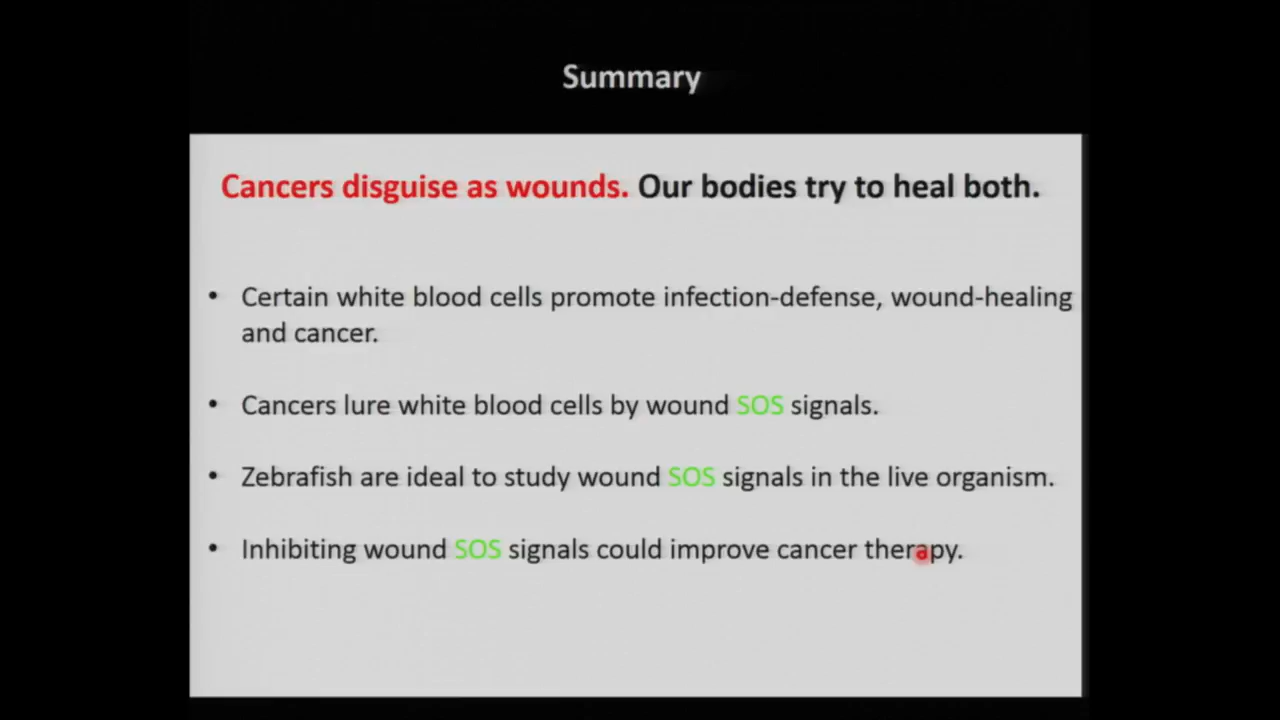 Summary
Cancers disguise as wounds. Our bodies try to heal both.
• Certain white blood cells promote infection-defense, wound-healing
and cancer.
• Cancers lure white blood cells by wound SOS signals.
• Zebrafish are ideal to study wound SOS signals in the live organism.
• Inhibiting wound SOS signals could improve cancer therapy.